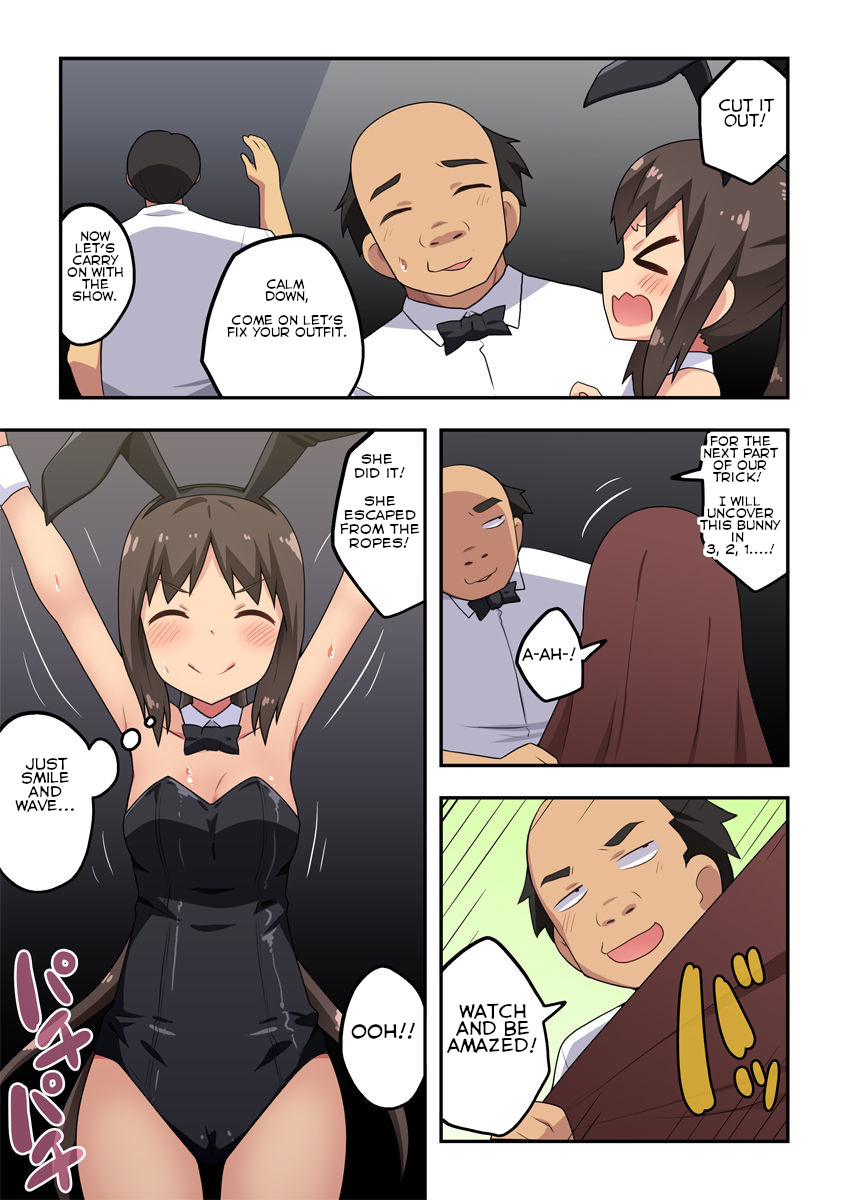 CUT IT
OUT!
CALM
DOWN,
COME ON LET'S
FIX YOUR OUTFIT.
NOW
LET'S
CARRY
ON WITH
THE
SHOW.
FOR THE
NEXT PART
OF OUR
TRICK!
I WILL
UNCOVER
THIS BUNNY
IN
3, 2, 1....!
A-AH-!
WATCH
AND BE
AMAZED!
バッ
SHE
DID IT!
SHE
ESCAPED
FROM THE
ROPES!
JUST
SMILE
AND
WAVE...
OOH!!
パチパチ
パチ